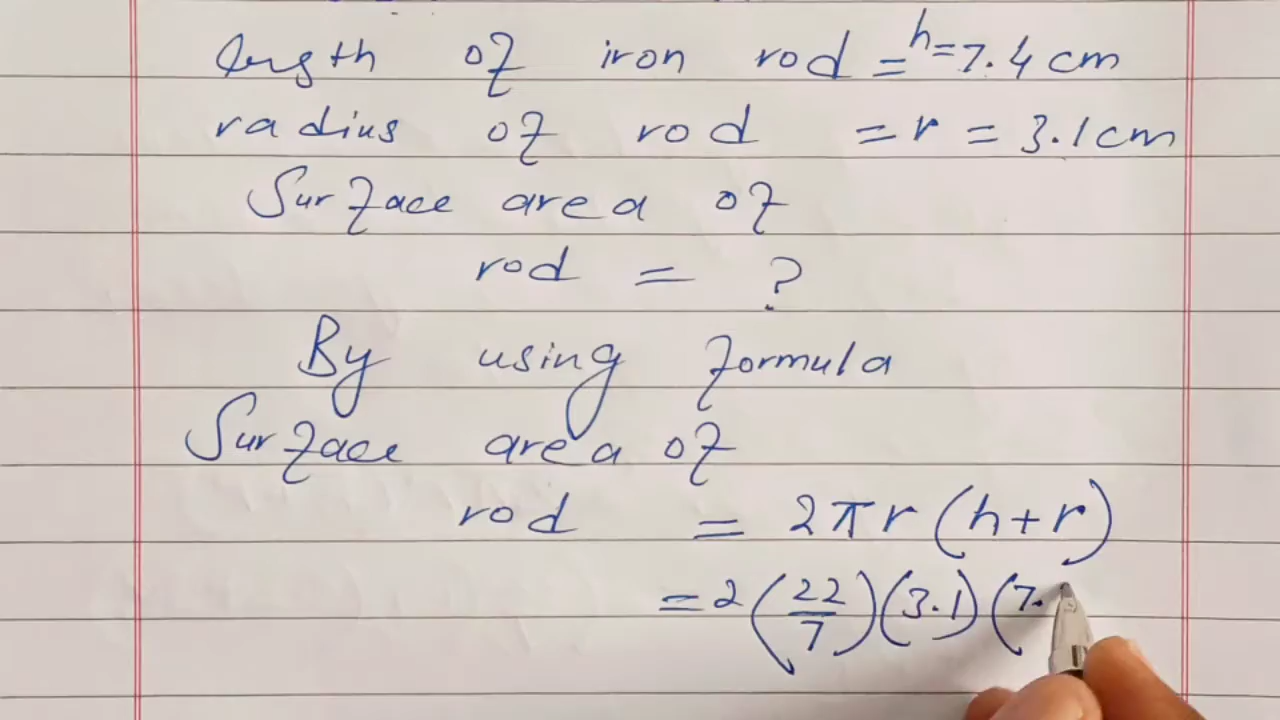 length of iron rod = h = 7.4 cm
radius of rod = r = 3.1 cm
Surface area of
rod = ?
By using formula
Surface area of
rod = 2πr(h+r)
= 2(22/7)(3.1)(7.